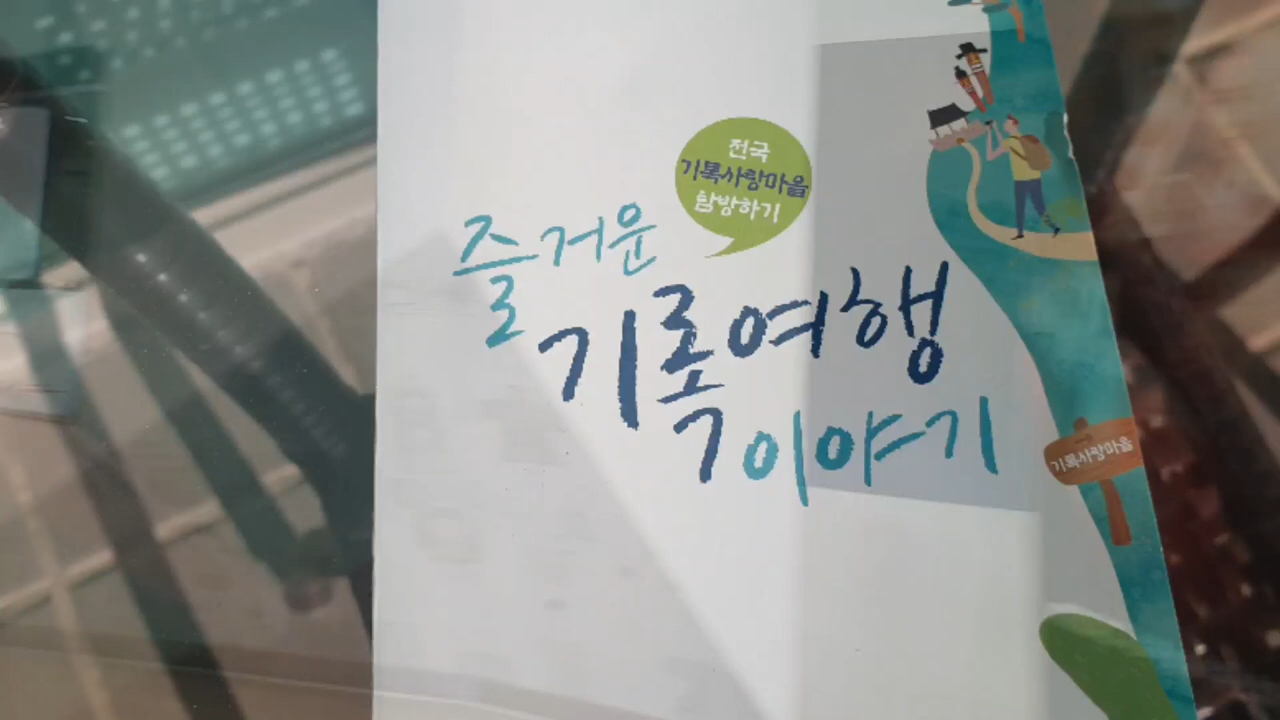 전국
기록사랑마을
탐방하기
즐거운
기록여행
이야기
기록사랑마을